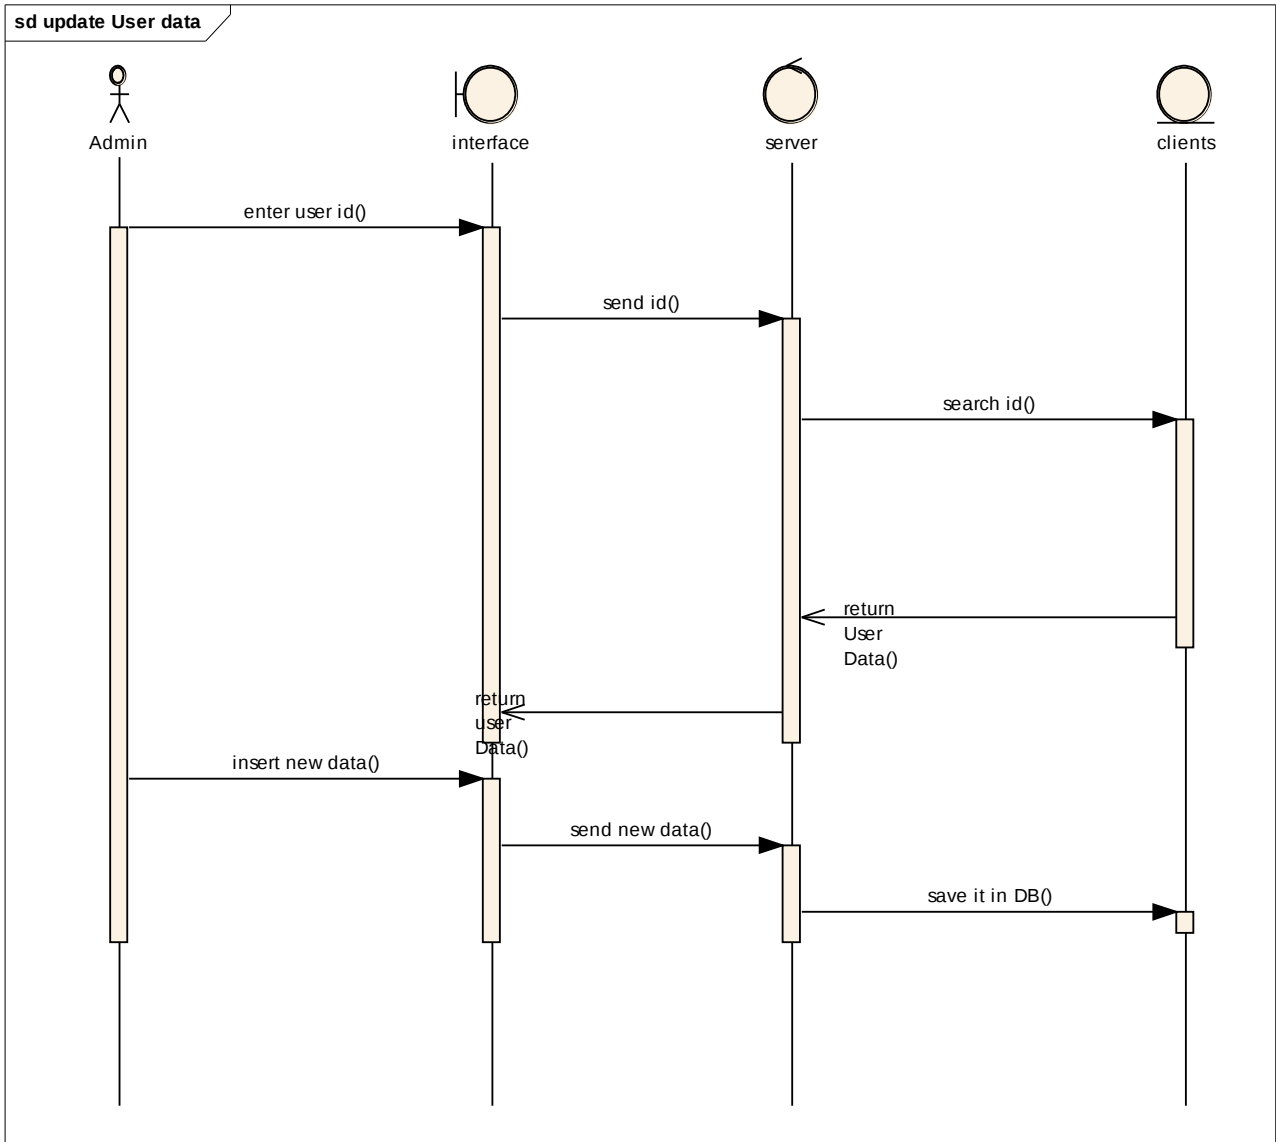 sd update User data
Admin
interface
server
clients
enter user id()
send id()
search id()
return
User
Data()
return
user
Data()
insert new data()
send new data()
save it in DB()